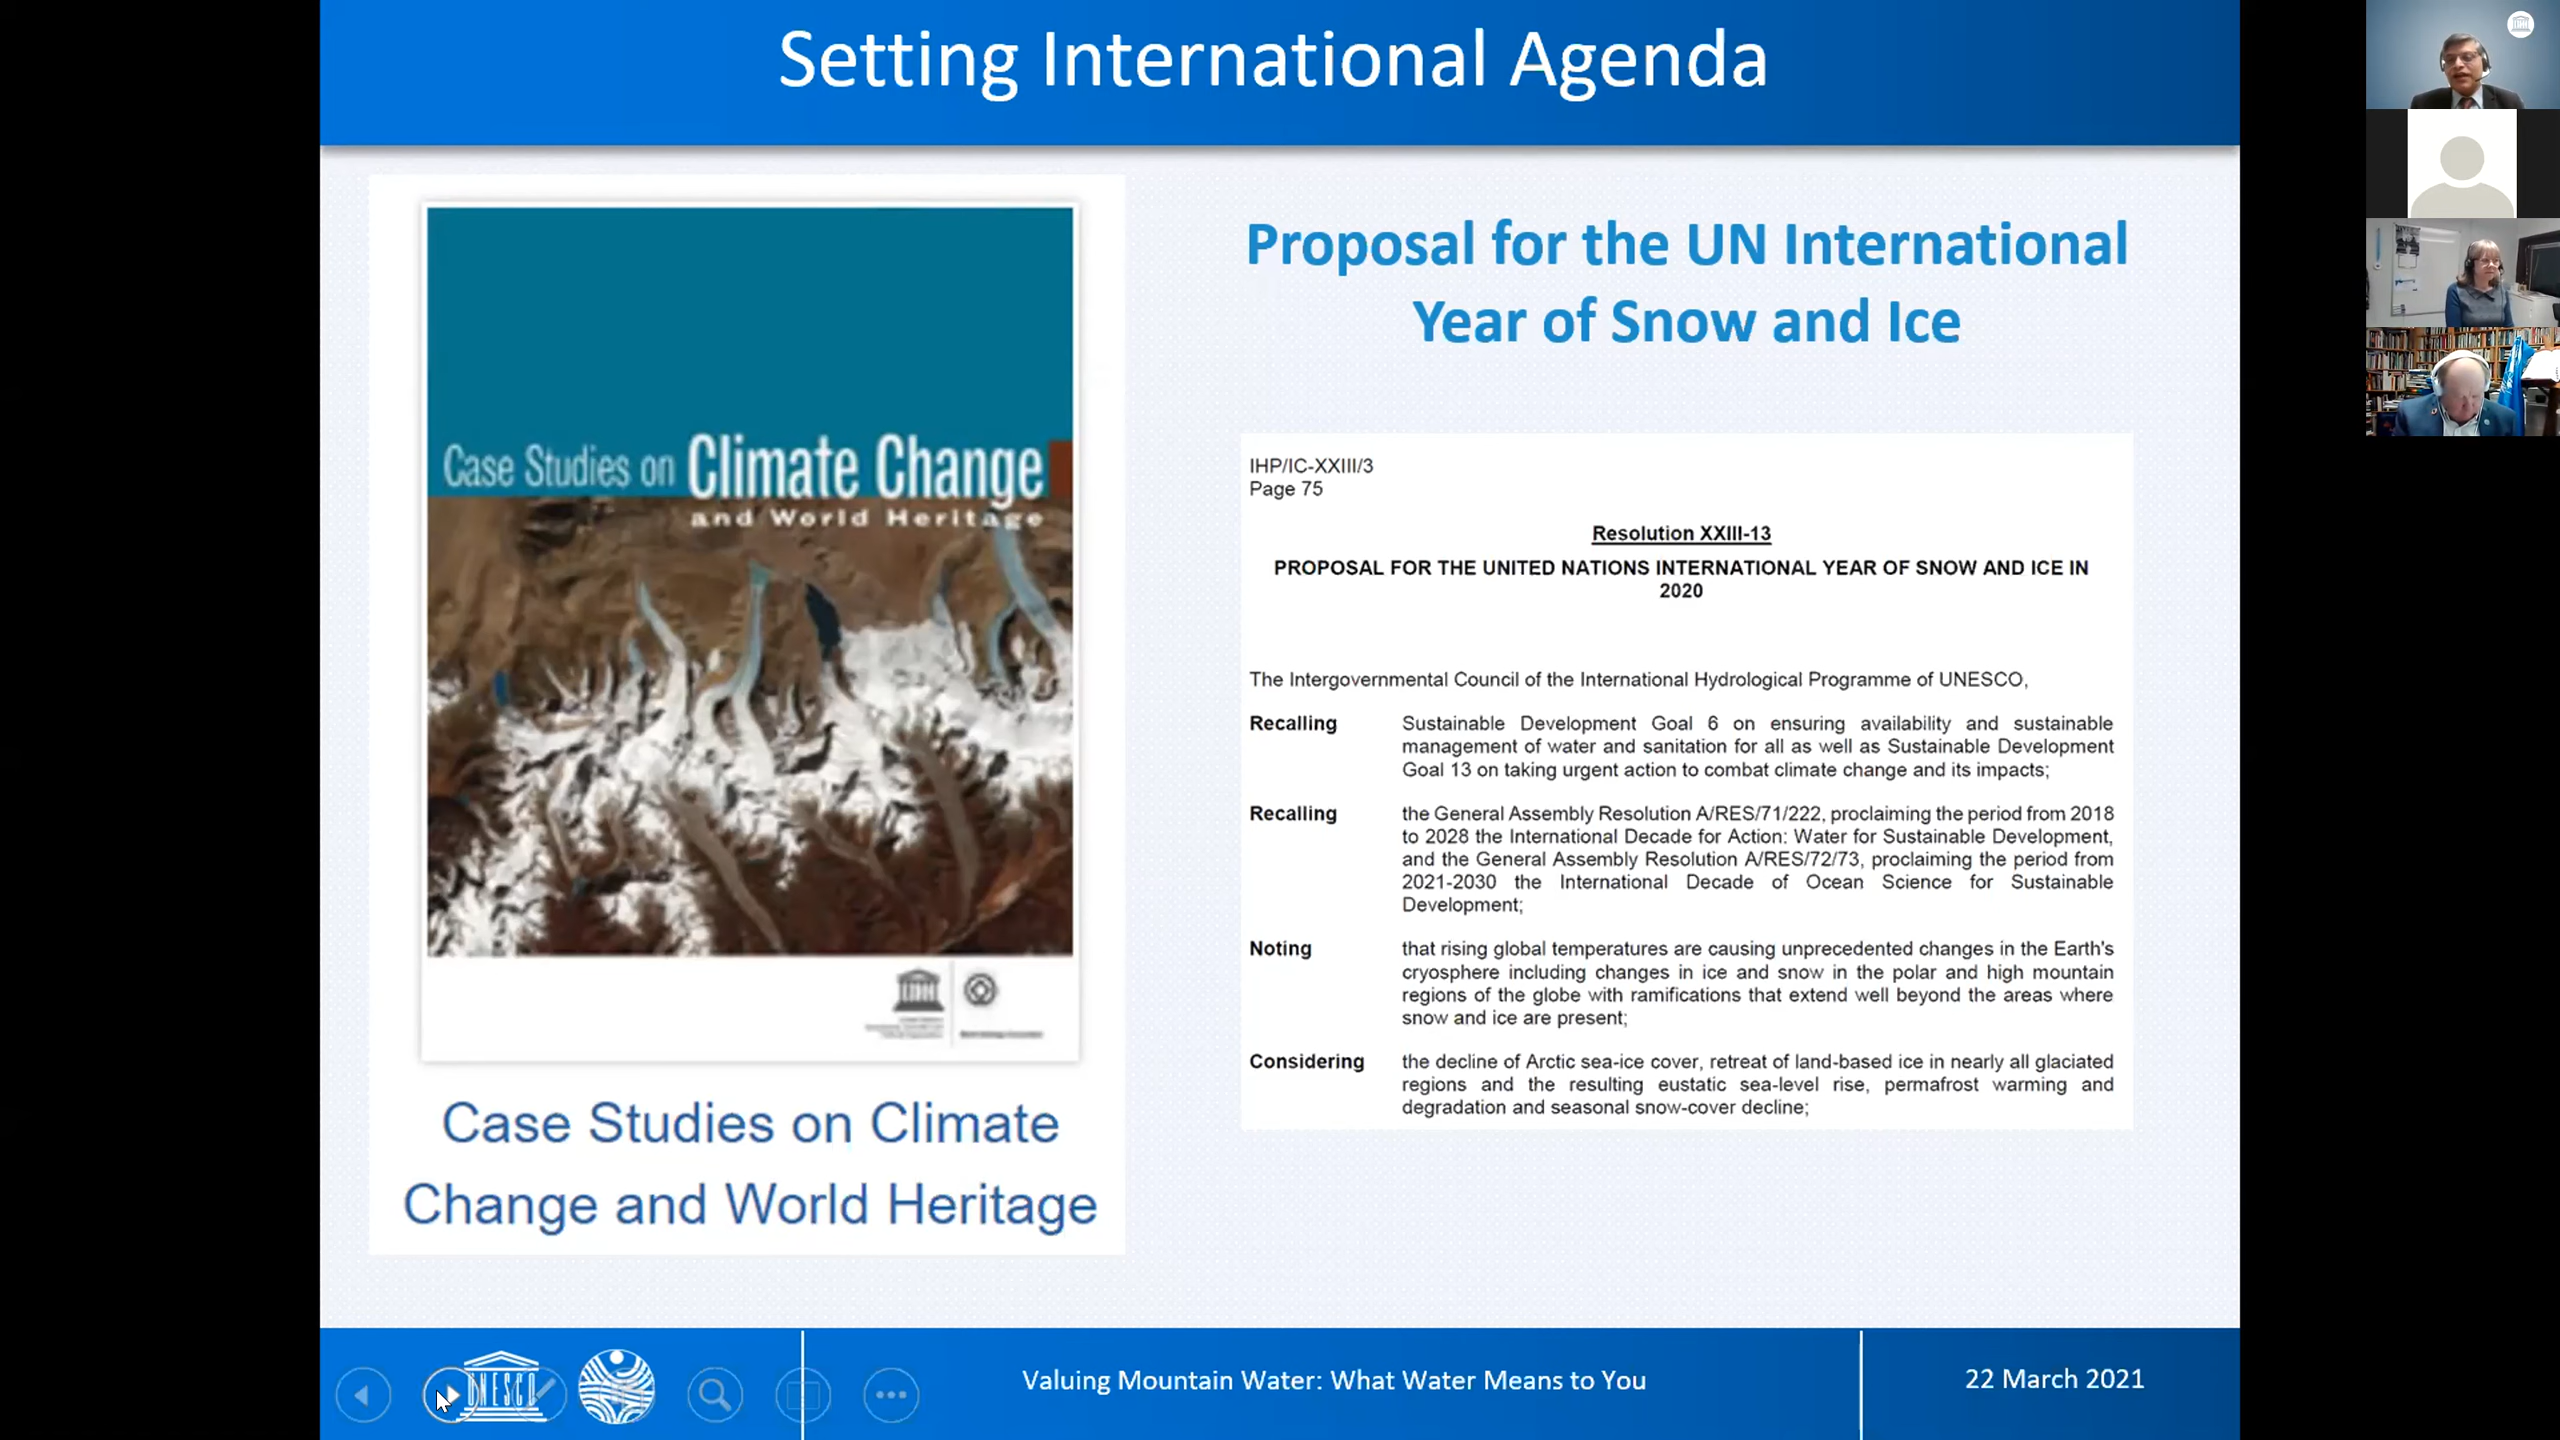 Setting International Agenda
Case Studies on Climate Change
and World Heritage
Case Studies on Climate
Change and World Heritage
Proposal for the UN International
Year of Snow and Ice
IHP/IC-XXIII/3
Page 75
Resolution XXIII-13
PROPOSAL FOR THE UNITED NATIONS INTERNATIONAL YEAR OF SNOW AND ICE IN
2020
The Intergovernmental Council of the International Hydrological Programme of UNESCO,
Recalling Sustainable Development Goal 6 on ensuring availability and sustainable
management of water and sanitation for all as well as Sustainable Development
Goal 13 on taking urgent action to combat climate change and its impacts;
Recalling the General Assembly Resolution A/RES/71/222, proclaiming the period from 2018
to 2028 the International Decade for Action: Water for Sustainable Development,
and the General Assembly Resolution A/RES/72/73, proclaiming the period from
2021-2030 the International Decade of Ocean Science for Sustainable
Development;
Noting that rising global temperatures are causing unprecedented changes in the Earth's
cryosphere including changes in ice and snow in the polar and high mountain
regions of the globe with ramifications that extend well beyond the areas where
snow and ice are present;
Considering the decline of Arctic sea-ice cover, retreat of land-based ice in nearly all glaciated
regions and the resulting eustatic sea-level rise, permafrost warming and
degradation and seasonal snow-cover decline;
UNESCO
Valuing Mountain Water: What Water Means to You
22 March 2021